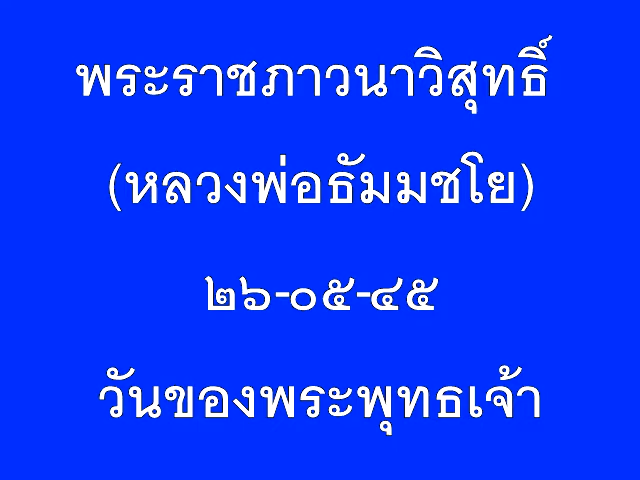 พระราชภาวนาวิสุทธิ์
(หลวงพ่อธัมมชโย)
๒๖-๐๕-๔๕
วันของพระพุทธเจ้า